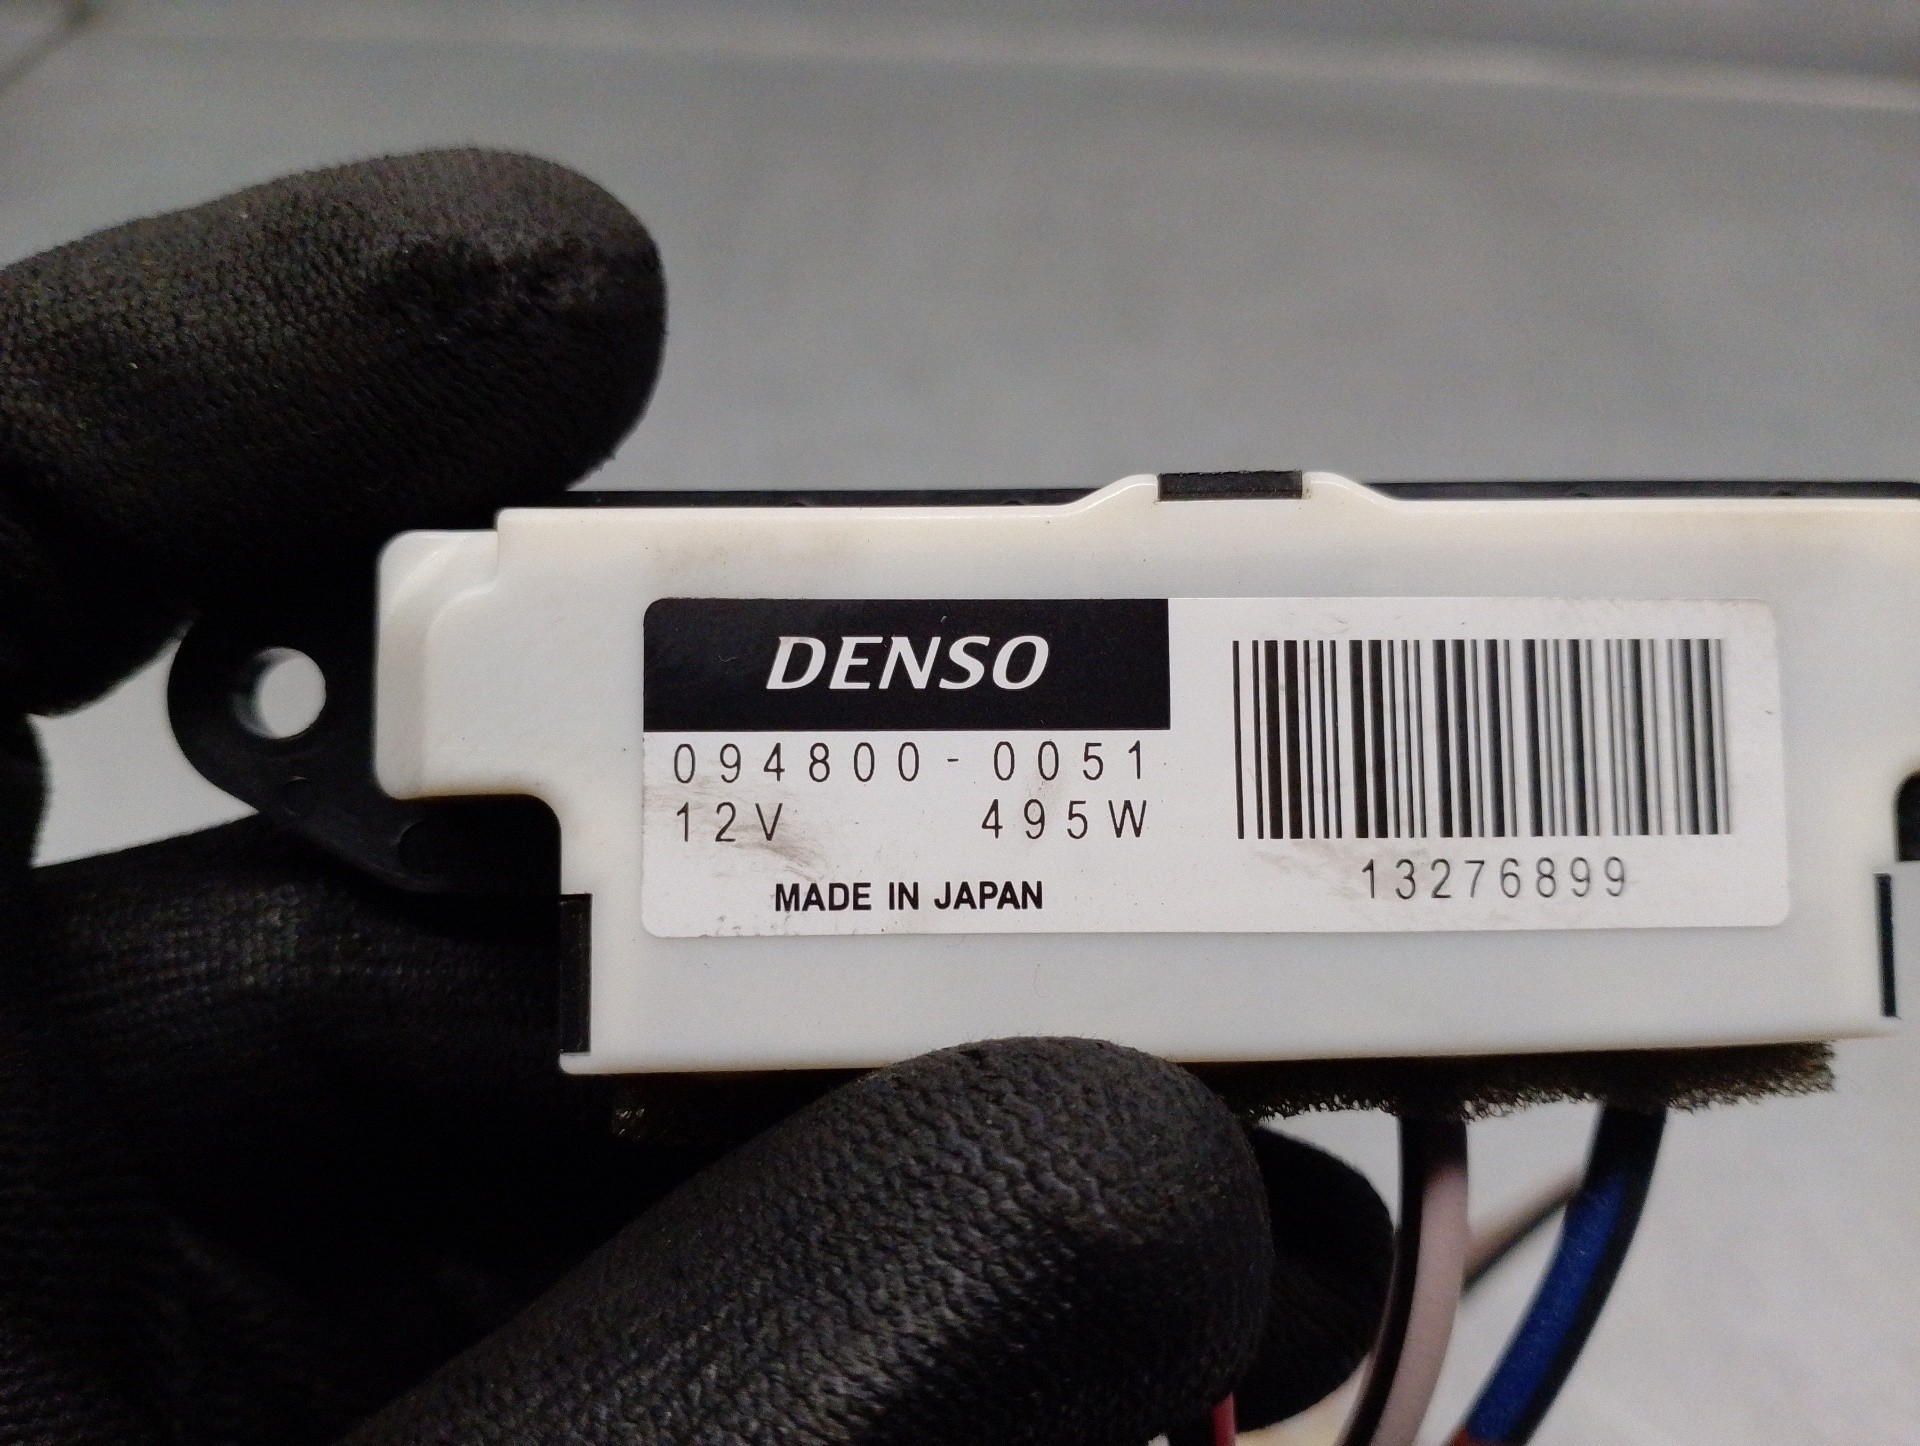 DENSO
094800-0051
12V 495W
MADE IN JAPAN
13276899